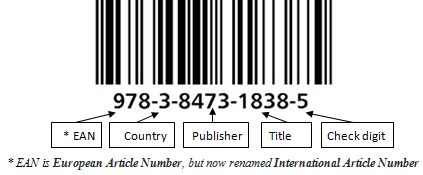 978-3-8473-1838-5
* EAN Country Publisher Title Check digit
* EAN is European Article Number, but now renamed International Article Number